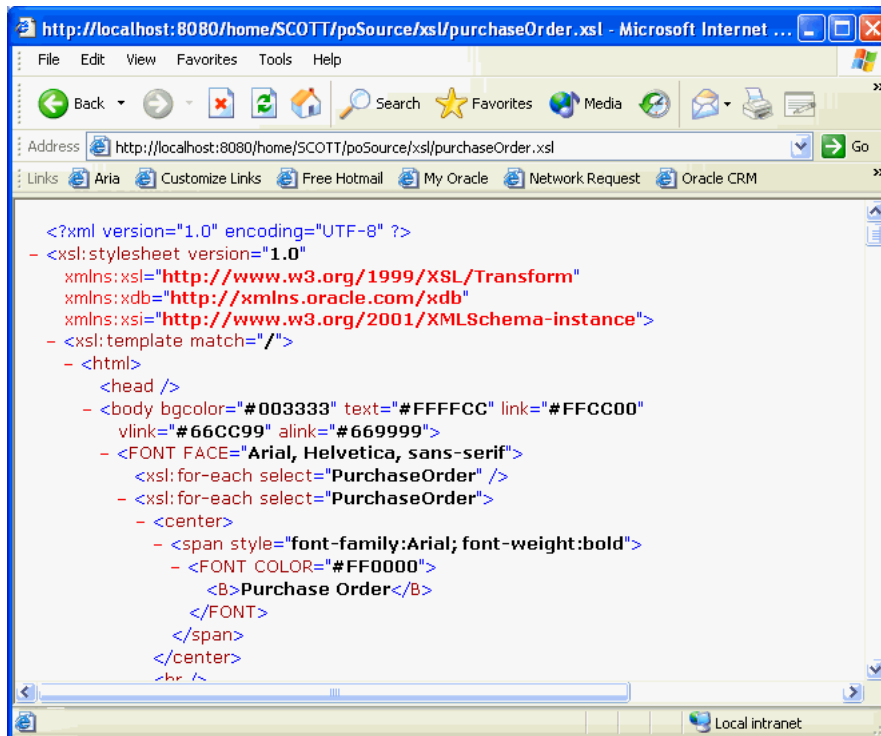 http://localhost:8080/home/SCOTT/poSource/xsl/purchaseOrder.xsl - Microsoft Internet ...
File Edit View Favorites Tools Help
Back Search Favorites Media »
Address http://localhost:8080/home/SCOTT/poSource/xsl/purchaseOrder.xsl Go
Links Aria Customize Links Free Hotmail My Oracle Network Request Oracle CRM »
<?xml version="1.0" encoding="UTF-8" ?>
- <xsl:stylesheet version="1.0"
xmlns:xsl="http://www.w3.org/1999/XSL/Transform"
xmlns:xdb="http://xmlns.oracle.com/xdb"
xmlns:xsi="http://www.w3.org/2001/XMLSchema-instance">
- <xsl:template match="/">
- <html>
<head />
- <body bgcolor="#003333" text="#FFFFCC" link="#FFCC00"
vlink="#66CC99" alink="#669999">
- <FONT FACE="Arial, Helvetica, sans-serif">
<xsl:for-each select="PurchaseOrder" />
- <xsl:for-each select="PurchaseOrder">
- <center>
- <span style="font-family:Arial; font-weight:bold">
- <FONT COLOR="#FF0000">
<B>Purchase Order</B>
</FONT>
</span>
</center>
<br />
Local intranet